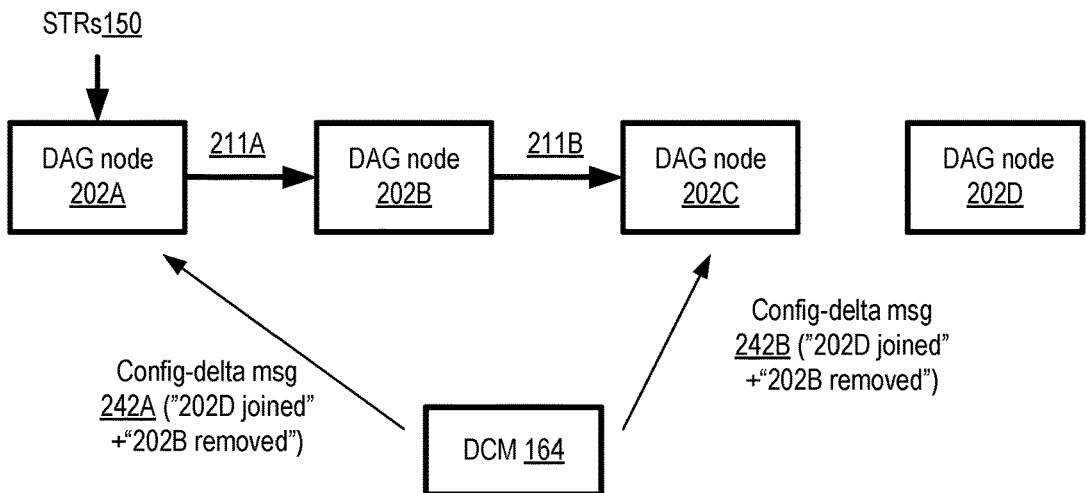 STRs150
211A
211B
DAG node
202A
DAG node
202B
DAG node
202C
DAG node
202D
Config-delta msg
242B ("202D joined"
+"202B removed")
Config-delta msg
242A ("202D joined"
+"202B removed")
DCM 164